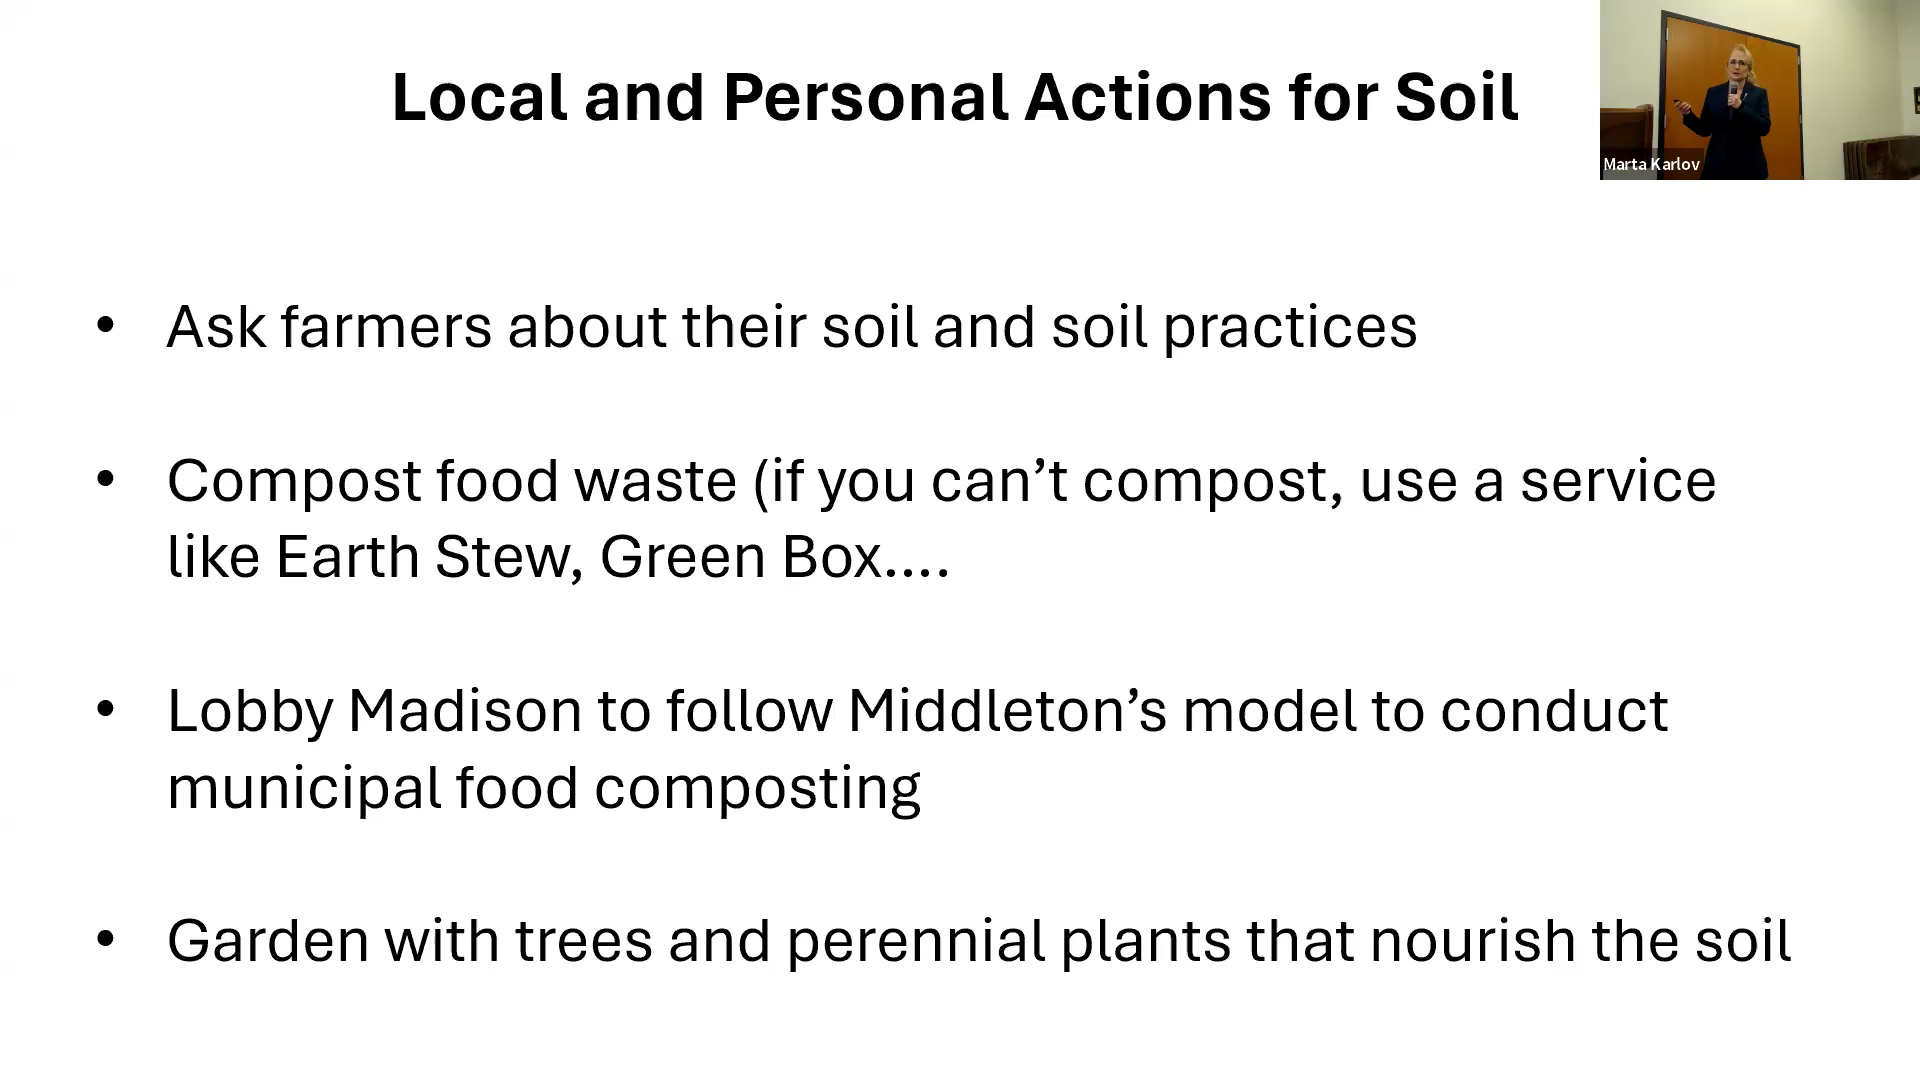 Local and Personal Actions for Soil
Marta Karlov
• Ask farmers about their soil and soil practices
• Compost food waste (if you can’t compost, use a service
like Earth Stew, Green Box....
• Lobby Madison to follow Middleton’s model to conduct
municipal food composting
• Garden with trees and perennial plants that nourish the soil